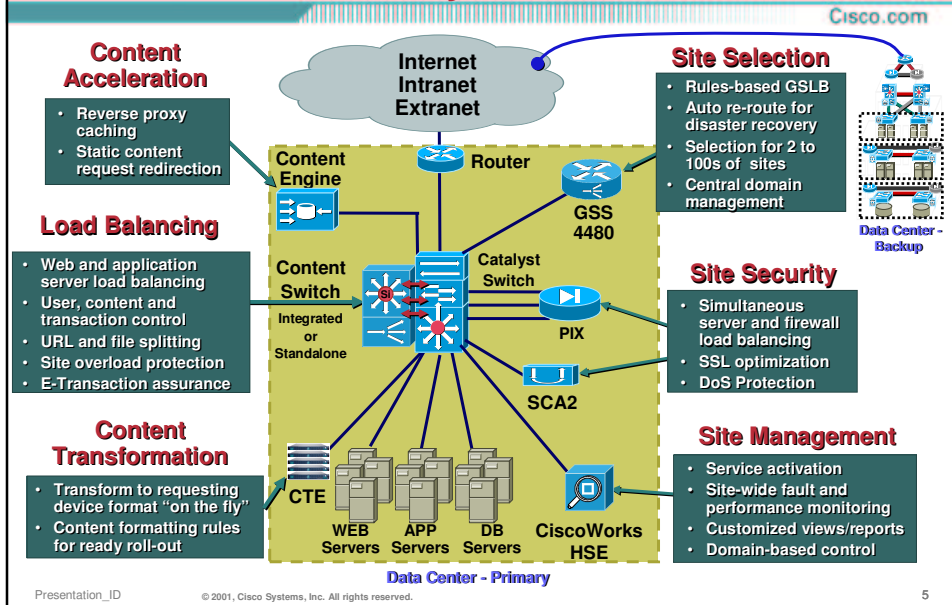 Cisco.com
Content
Acceleration
• Reverse proxy
caching
• Static content
request redirection
Load Balancing
• Web and application
server load balancing
• User, content and
transaction control
• URL and file splitting
• Site overload protection
• E-Transaction assurance
Content
Transformation
• Transform to requesting
device format “on the fly”
• Content formatting rules
for ready roll-out
Internet
Intranet
Extranet
Content
Engine
Router
GSS
4480
Content
Switch
Integrated
or
Standalone
Si
Catalyst
Switch
PIX
SCA2
CTE
WEB
Servers
APP
Servers
DB
Servers
CiscoWorks
HSE
Data Center - Primary
Site Selection
• Rules-based GSLB
• Auto re-route for
disaster recovery
• Selection for 2 to
100s of sites
• Central domain
management
Data Center -
Backup
Site Security
• Simultaneous
server and firewall
load balancing
• SSL optimization
• DoS Protection
Site Management
• Service activation
• Site-wide fault and
performance monitoring
• Customized views/reports
• Domain-based control
Presentation_ID
© 2001, Cisco Systems, Inc. All rights reserved.
5